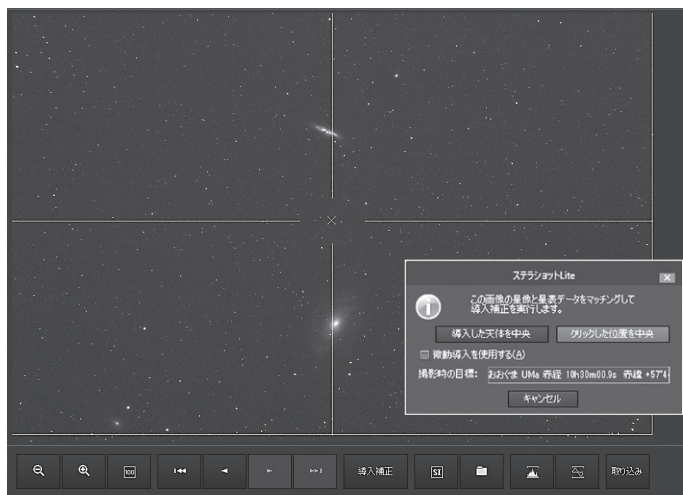 ステラショットLite
この画像の星像と星表データをマッチングして
導入補正を実行します。
導入した天体を中央
クリックした位置を中央
微動導入を使用する(A)
撮影時の目標: おおぐま UMa 赤経 10h30m00.9s 赤緯 +57°4
キャンセル
100
導入補正
SI
取り込み